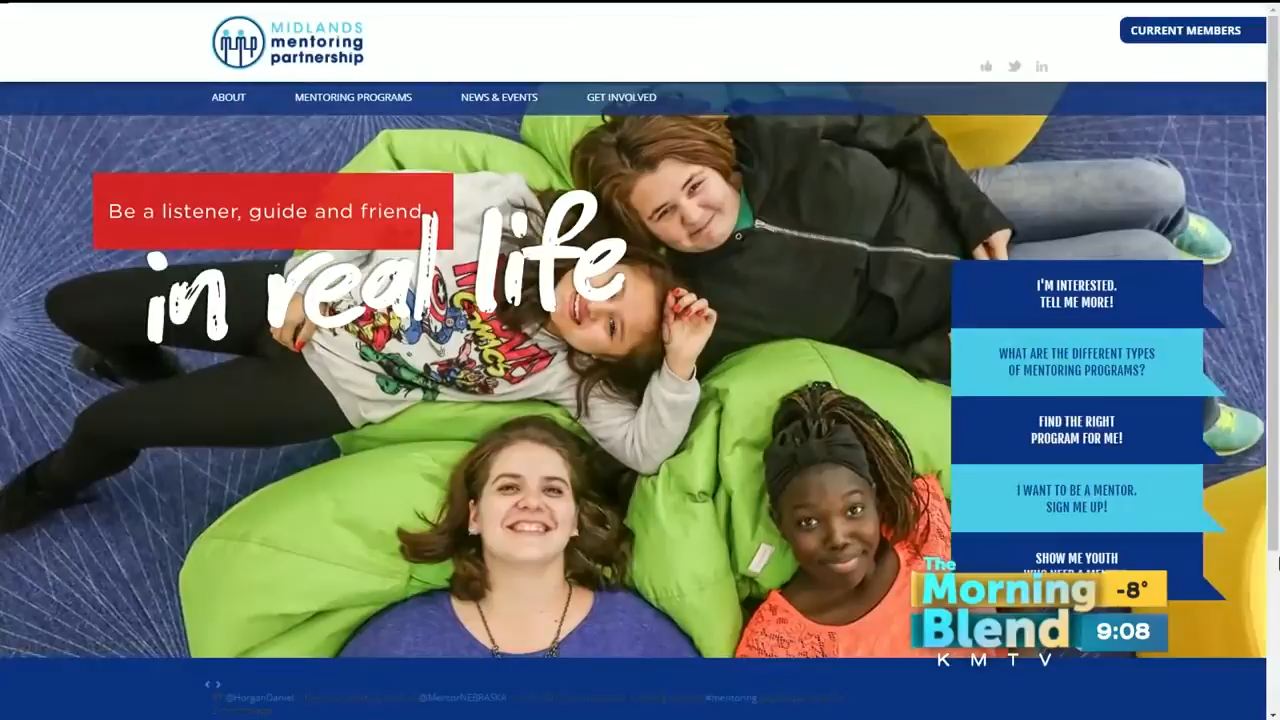 MIDLANDS
mentoring
partnership
CURRENT MEMBERS
in
ABOUT
MENTORING PROGRAMS
NEWS & EVENTS
GET INVOLVED
Be a listener, guide and friend
in real life
I'M INTERESTED.
TELL ME MORE!
WHAT ARE THE DIFFERENT TYPES
OF MENTORING PROGRAMS?
FIND THE RIGHT
PROGRAM FOR ME!
I WANT TO BE A MENTOR.
SIGN ME UP!
SHOW ME YOUTH
The
Morning
Blend
KMTV
-8°
9:08
@HorganDaniel
@MentorNEBRASKA
#mentoring